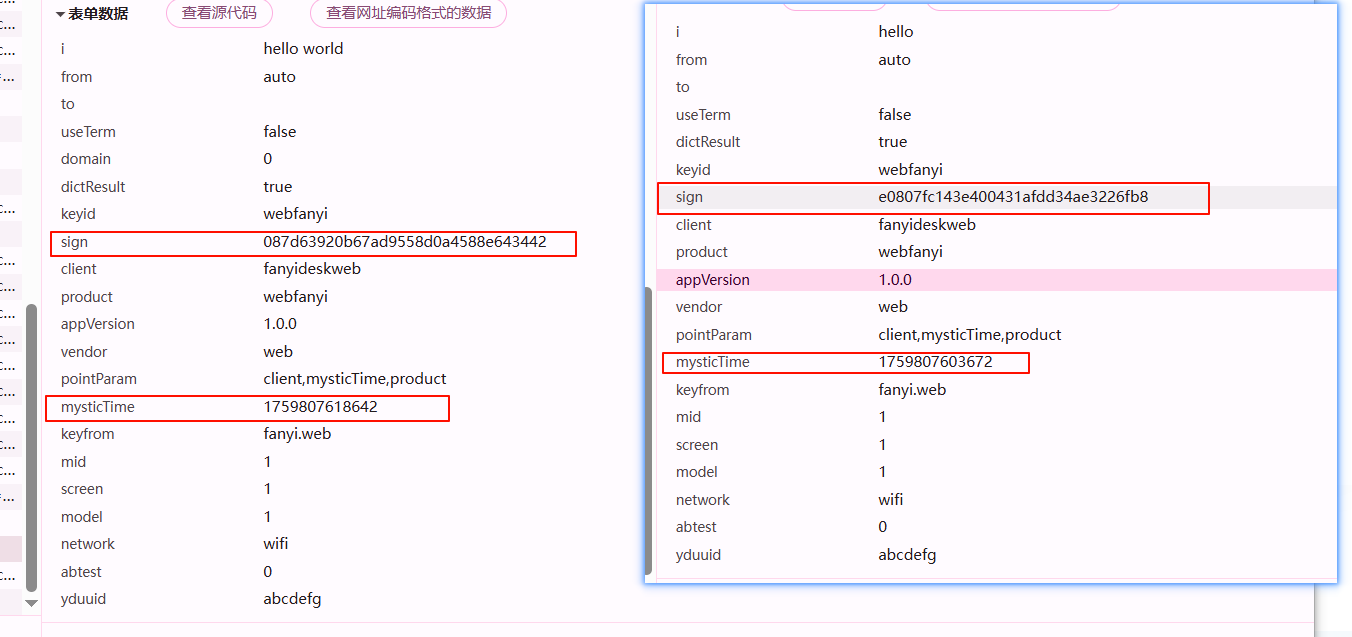 表单数据 查看源代码 查看网址编码格式的数据
i hello world
from auto
to
useTerm false
domain 0
dictResult true
keyid webfanyi
sign 087d63920b67ad9558d0a4588e643442
client fanyideskweb
product webfanyi
appVersion 1.0.0
vendor web
pointParam client,mysticTime,product
mysticTime 1759807618642
keyfrom fanyi.web
mid 1
screen 1
model 1
network wifi
abtest 0
yduuid abcdefg
i hello
from auto
to
useTerm false
dictResult true
keyid webfanyi
sign e0807fc143e400431afdd34ae3226fb8
client fanyideskweb
product webfanyi
appVersion 1.0.0
vendor web
pointParam client,mysticTime,product
mysticTime 1759807603672
keyfrom fanyi.web
mid 1
screen 1
model 1
network wifi
abtest 0
yduuid abcdefg